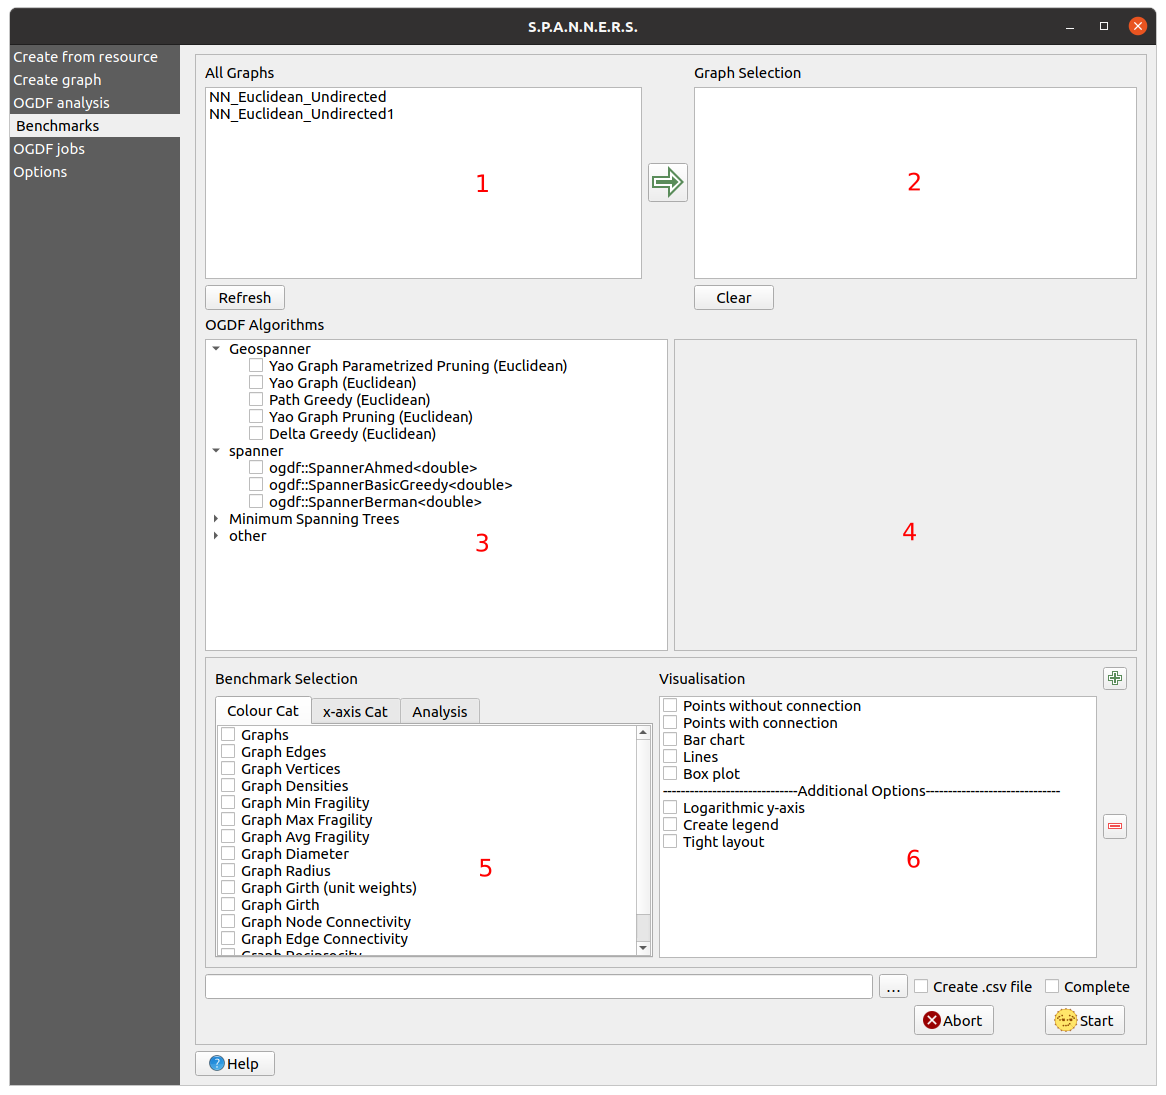 S.P.A.N.N.E.R.S.
Create from resource
Create graph
OGDF analysis
Benchmarks
OGDF jobs
Options
All Graphs
NN_Euclidean_Undirected
NN_Euclidean_Undirected1
1
Refresh
Graph Selection
2
Clear
OGDF Algorithms
Geospanner
Yao Graph Parametrized Pruning (Euclidean)
Yao Graph (Euclidean)
Path Greedy (Euclidean)
Yao Graph Pruning (Euclidean)
Delta Greedy (Euclidean)
spanner
ogdf::SpannerAhmed<double>
ogdf::SpannerBasicGreedy<double>
ogdf::SpannerBerman<double>
Minimum Spanning Trees
other
3
4
Benchmark Selection
Colour Cat
x-axis Cat
Analysis
Graphs
Graph Edges
Graph Vertices
Graph Densities
Graph Min Fragility
Graph Max Fragility
Graph Avg Fragility
Graph Diameter
Graph Radius
Graph Girth (unit weights)
Graph Girth
Graph Node Connectivity
Graph Edge Connectivity
Graph Reciprocity
5
Visualisation
Points without connection
Points with connection
Bar chart
Lines
Box plot
------------------------------Additional Options------------------------------
Logarithmic y-axis
Create legend
Tight layout
6
...
Create .csv file
Complete
Abort
Start
? Help